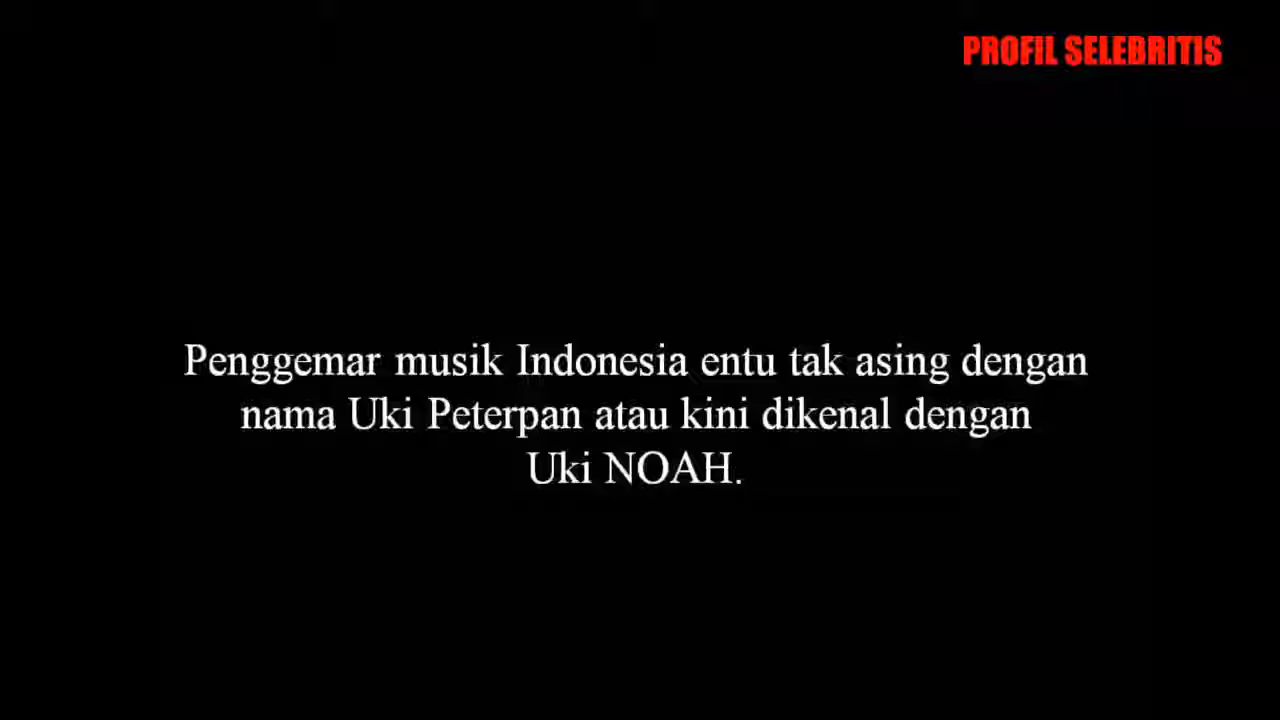 PROFIL SELEBRITIS
Penggemar musik Indonesia entu tak asing dengan
nama Uki Peterpan atau kini dikenal dengan
Uki NOAH.